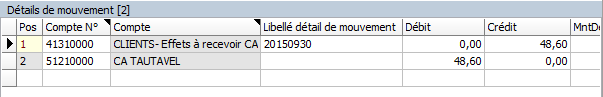 Détails de mouvement [2]
Pos Compte N° Compte Libellé détail de mouvement Débit Crédit
1 41310000 CLIENTS- Effets à recevoir CA 20150930 0,00 48,60
2 51210000 CA TAUTAVEL 48,60 0,00